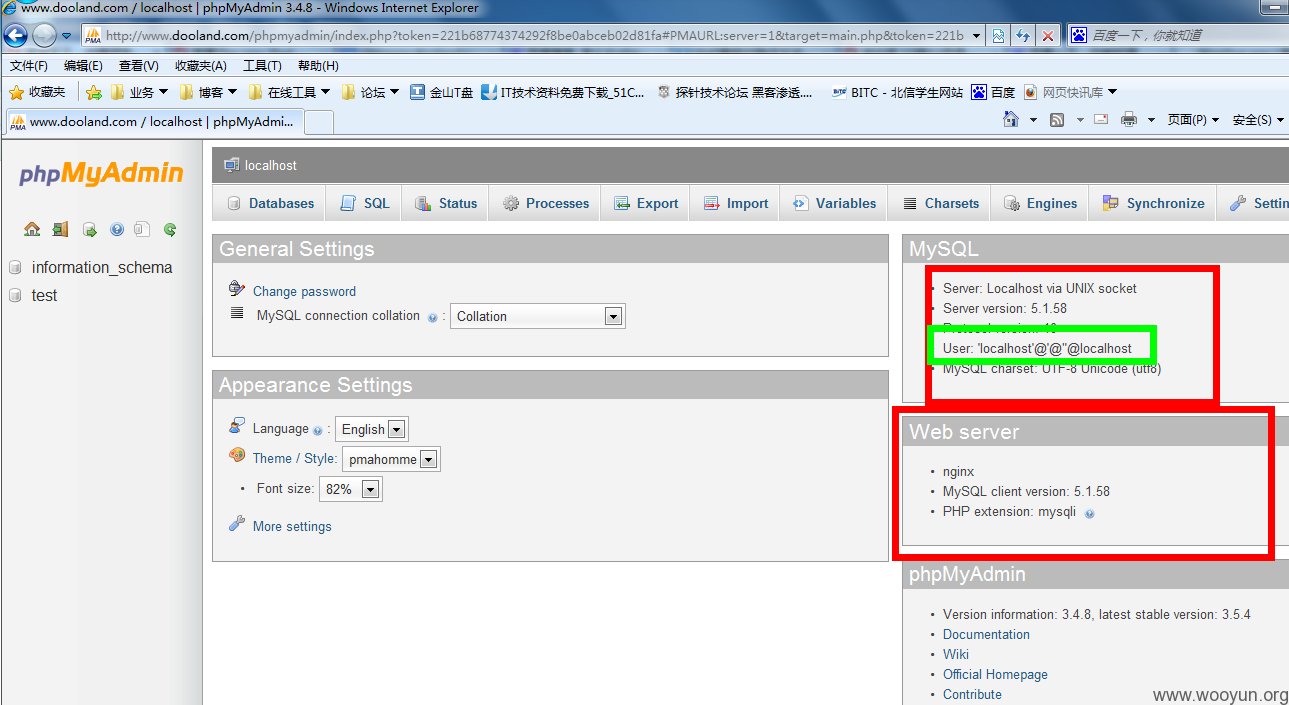 www.dooland.com / localhost | phpMyAdmin 3.4.8 - Windows Internet Explorer
http://www.dooland.com/phpmyadmin/index.php?token=221b68774374292f8be0abceb02d81fa#PMAURL:server=1&target=main.php&token=221b
百度一下，你就知道
文件(F) 编辑(E) 查看(V) 收藏夹(A) 工具(T) 帮助(H)
收藏夹 业务 博客 在线工具 论坛 金山T盘 IT技术资料免费下载_51C... 探针技术论坛 黑客渗透.... BITC - 北信学生网站 百度 网页快讯库
www.dooland.com / localhost | phpMyAdmi... 页面(P) 安全(S)
phpMyAdmin
localhost
Databases SQL Status Processes Export Import Variables Charsets Engines Synchronize Settin
information_schema
test
General Settings
Change password
MySQL connection collation : Collation
Appearance Settings
Language : English
Theme / Style: pmahomme
• Font size: 82%
More settings
MySQL
• Server: Localhost via UNIX socket
• Server version: 5.1.58
Protocol version: 10
User: 'localhost'@'@''@localhost
• MySQL charset: UTF-8 Unicode (utf8)
Web server
• nginx
• MySQL client version: 5.1.58
• PHP extension: mysqli
phpMyAdmin
• Version information: 3.4.8, latest stable version: 3.5.4
• Documentation
• Wiki
• Official Homepage
• Contribute
www.wooyun.org